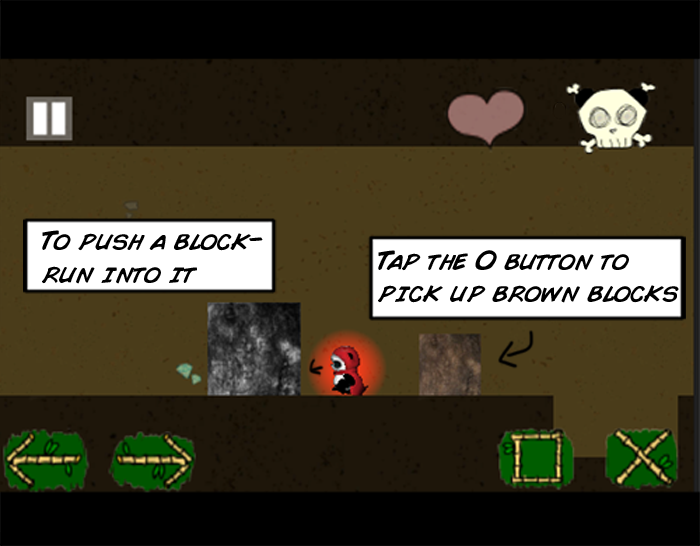 To push a block-
run into it
Tap the O button to
pick up brown blocks